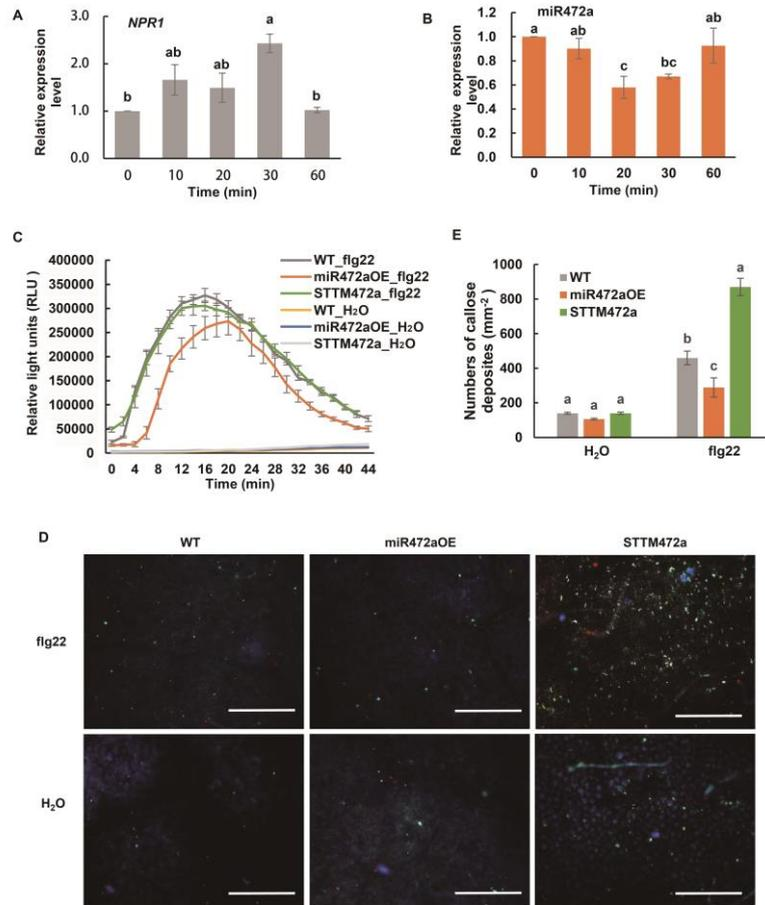 A
NPR1
Relative expression
level
3.0
2.0
1.0
0.0
b
ab
ab
a
b
0 10 20 30 60
Time (min)
B
miR472a
Relative expression
level
1.2
1.0
0.8
0.6
0.4
0.2
0.0
a
ab
c
bc
ab
0 10 20 30 60
Time (min)
C
Relative light units (RLU )
400000
350000
300000
250000
200000
150000
100000
50000
0
0 4 8 12 16 20 24 28 32 36 40 44
Time (min)
WT_flg22
miR472aOE_flg22
STTM472a_flg22
WT_H₂O
miR472aOE_H₂O
STTM472a_H₂O
E
Numbers of callose
deposites (mm⁻²)
1000
800
600
400
200
0
WT
miR472aOE
STTM472a
a a a
b c a
H₂O flg22
D
WT miR472aOE STTM472a
flg22
H₂O